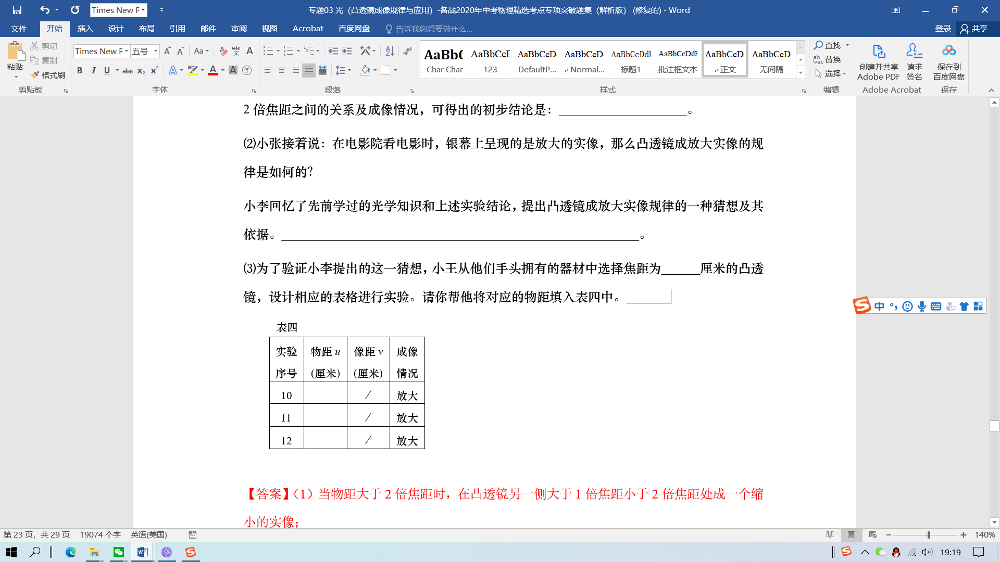 Times New R
专题03 光（凸透镜成像规律与应用）-备战2020年中考物理精选考点专项突破题集（解析版） (修复的) - Word
文件 开始 插入 设计 布局 引用 邮件 审阅 视图 Acrobat 百度网盘 告诉我您想要做什么... 登录 共享
粘贴 剪切 复制 格式刷 剪贴板
Times New R 五号 字体
段落
AaBbC AaBbCcI AaBbCcD AaBbCcD AaBbCcDdI AaBbCcDdE AaBbCcD AaBbCcD
Char Char 123 DefaultP... Normal... 标题1 批注框文本 正文 无间隔
样式
查找 替换 选择 编辑
创建并共享 Adobe PDF 请求 签名 Adobe Acrobat
保存到 百度网盘 保存
2 倍焦距之间的关系及成像情况，可得出的初步结论是：____________________。
⑵小张接着说：在电影院看电影时，银幕上呈现的是放大的实像，那么凸透镜成放大实像的规
律是如何的？
小李回忆了先前学过的光学知识和上述实验结论，提出凸透镜成放大实像规律的一种猜想及其
依据。________________________________________________________。
⑶为了验证小李提出的这一猜想，小王从他们手头拥有的器材中选择焦距为______厘米的凸透
镜，设计相应的表格进行实验。请你帮他将对应的物距填入表四中。_______
表四
实验 物距 u 像距 v 成像
序号 (厘米) (厘米) 情况
10 / 放大
11 / 放大
12 / 放大
【答案】（1）当物距大于 2 倍焦距时，在凸透镜另一侧大于 1 倍焦距小于 2 倍焦距处成一个缩
小的实像；
中
第 23 页，共 29 页 19074 个字 英语(美国) 140%
19:19